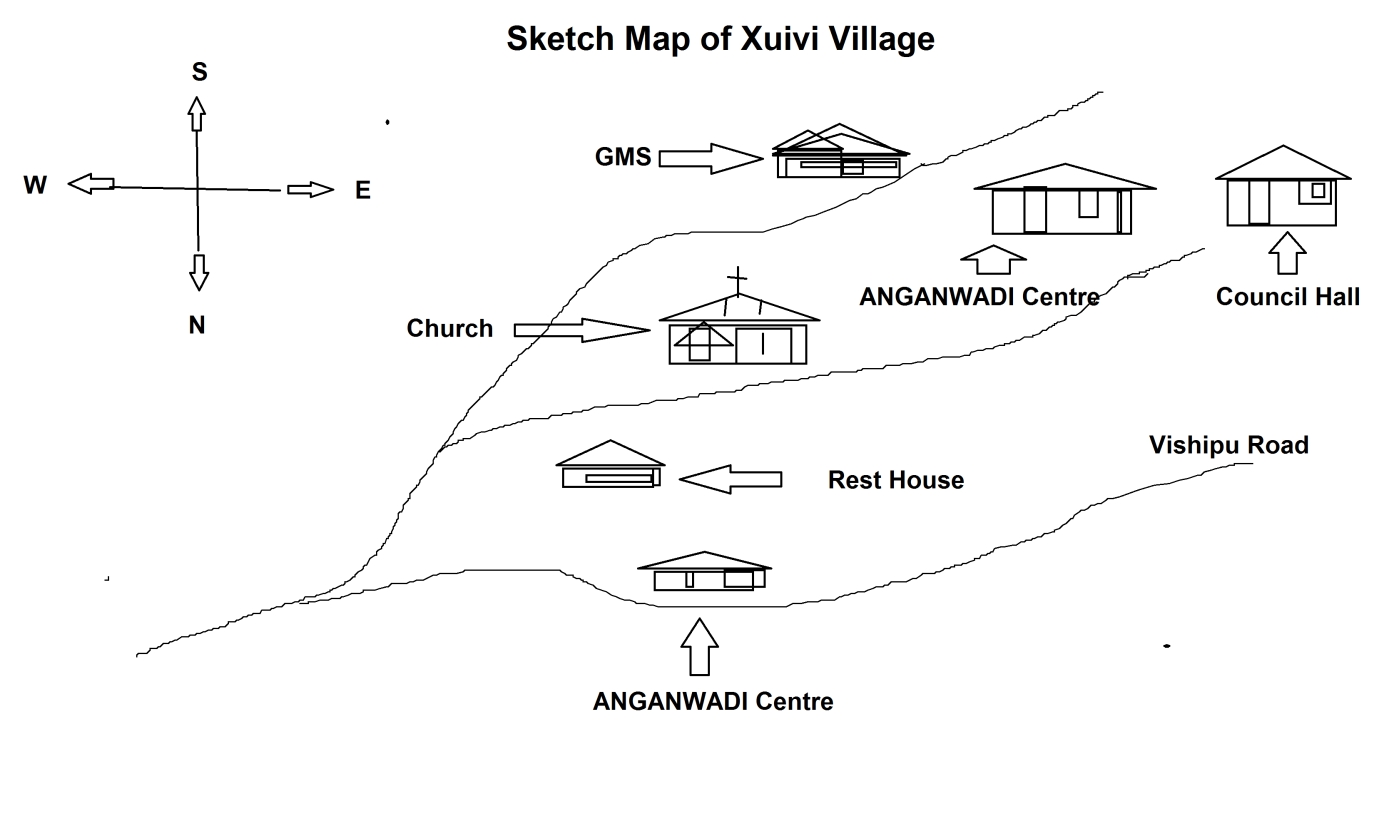 Sketch Map of Xuivi Village
S
W
E
N
GMS
ANGANWADI Centre
Council Hall
Church
Vishipu Road
Rest House
ANGANWADI Centre